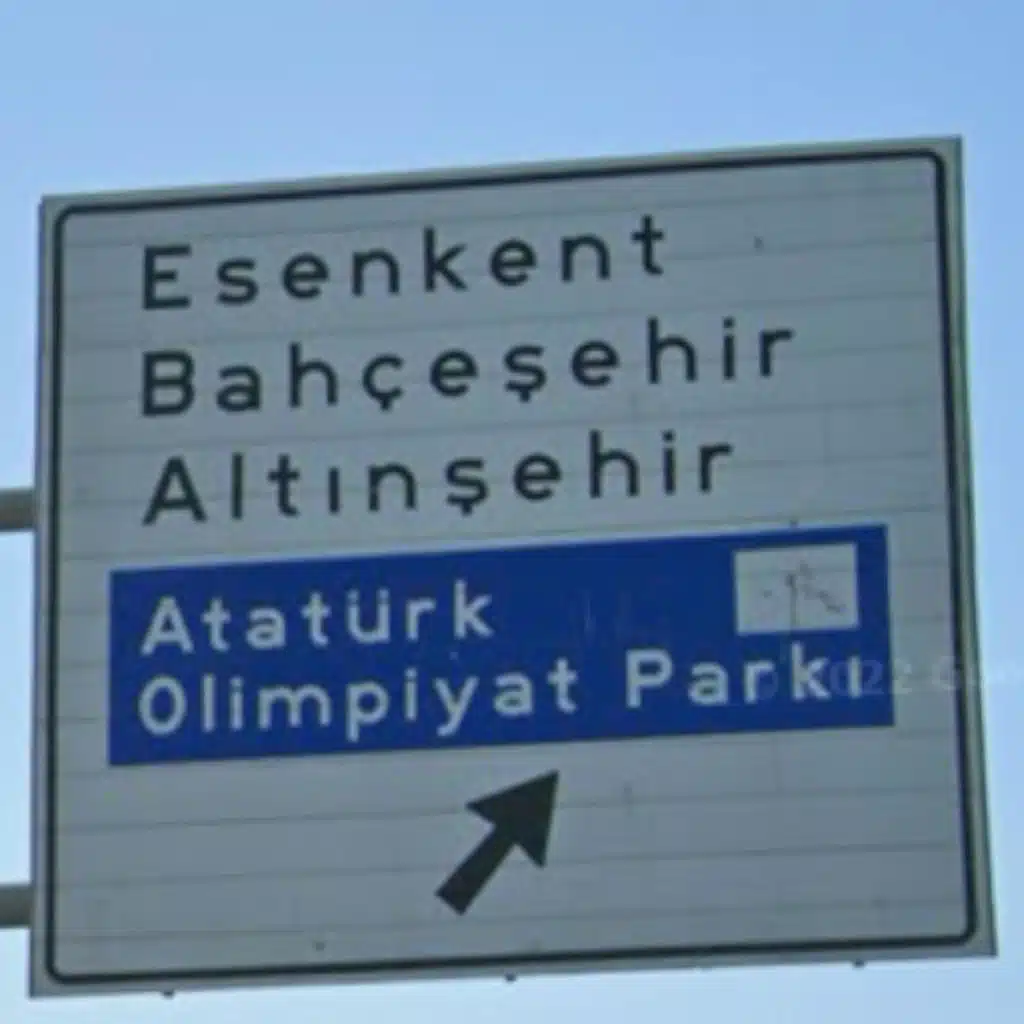 Esenkent
Bahçeşehir
Altınşehir
Atatürk
Olimpiyat Parkı